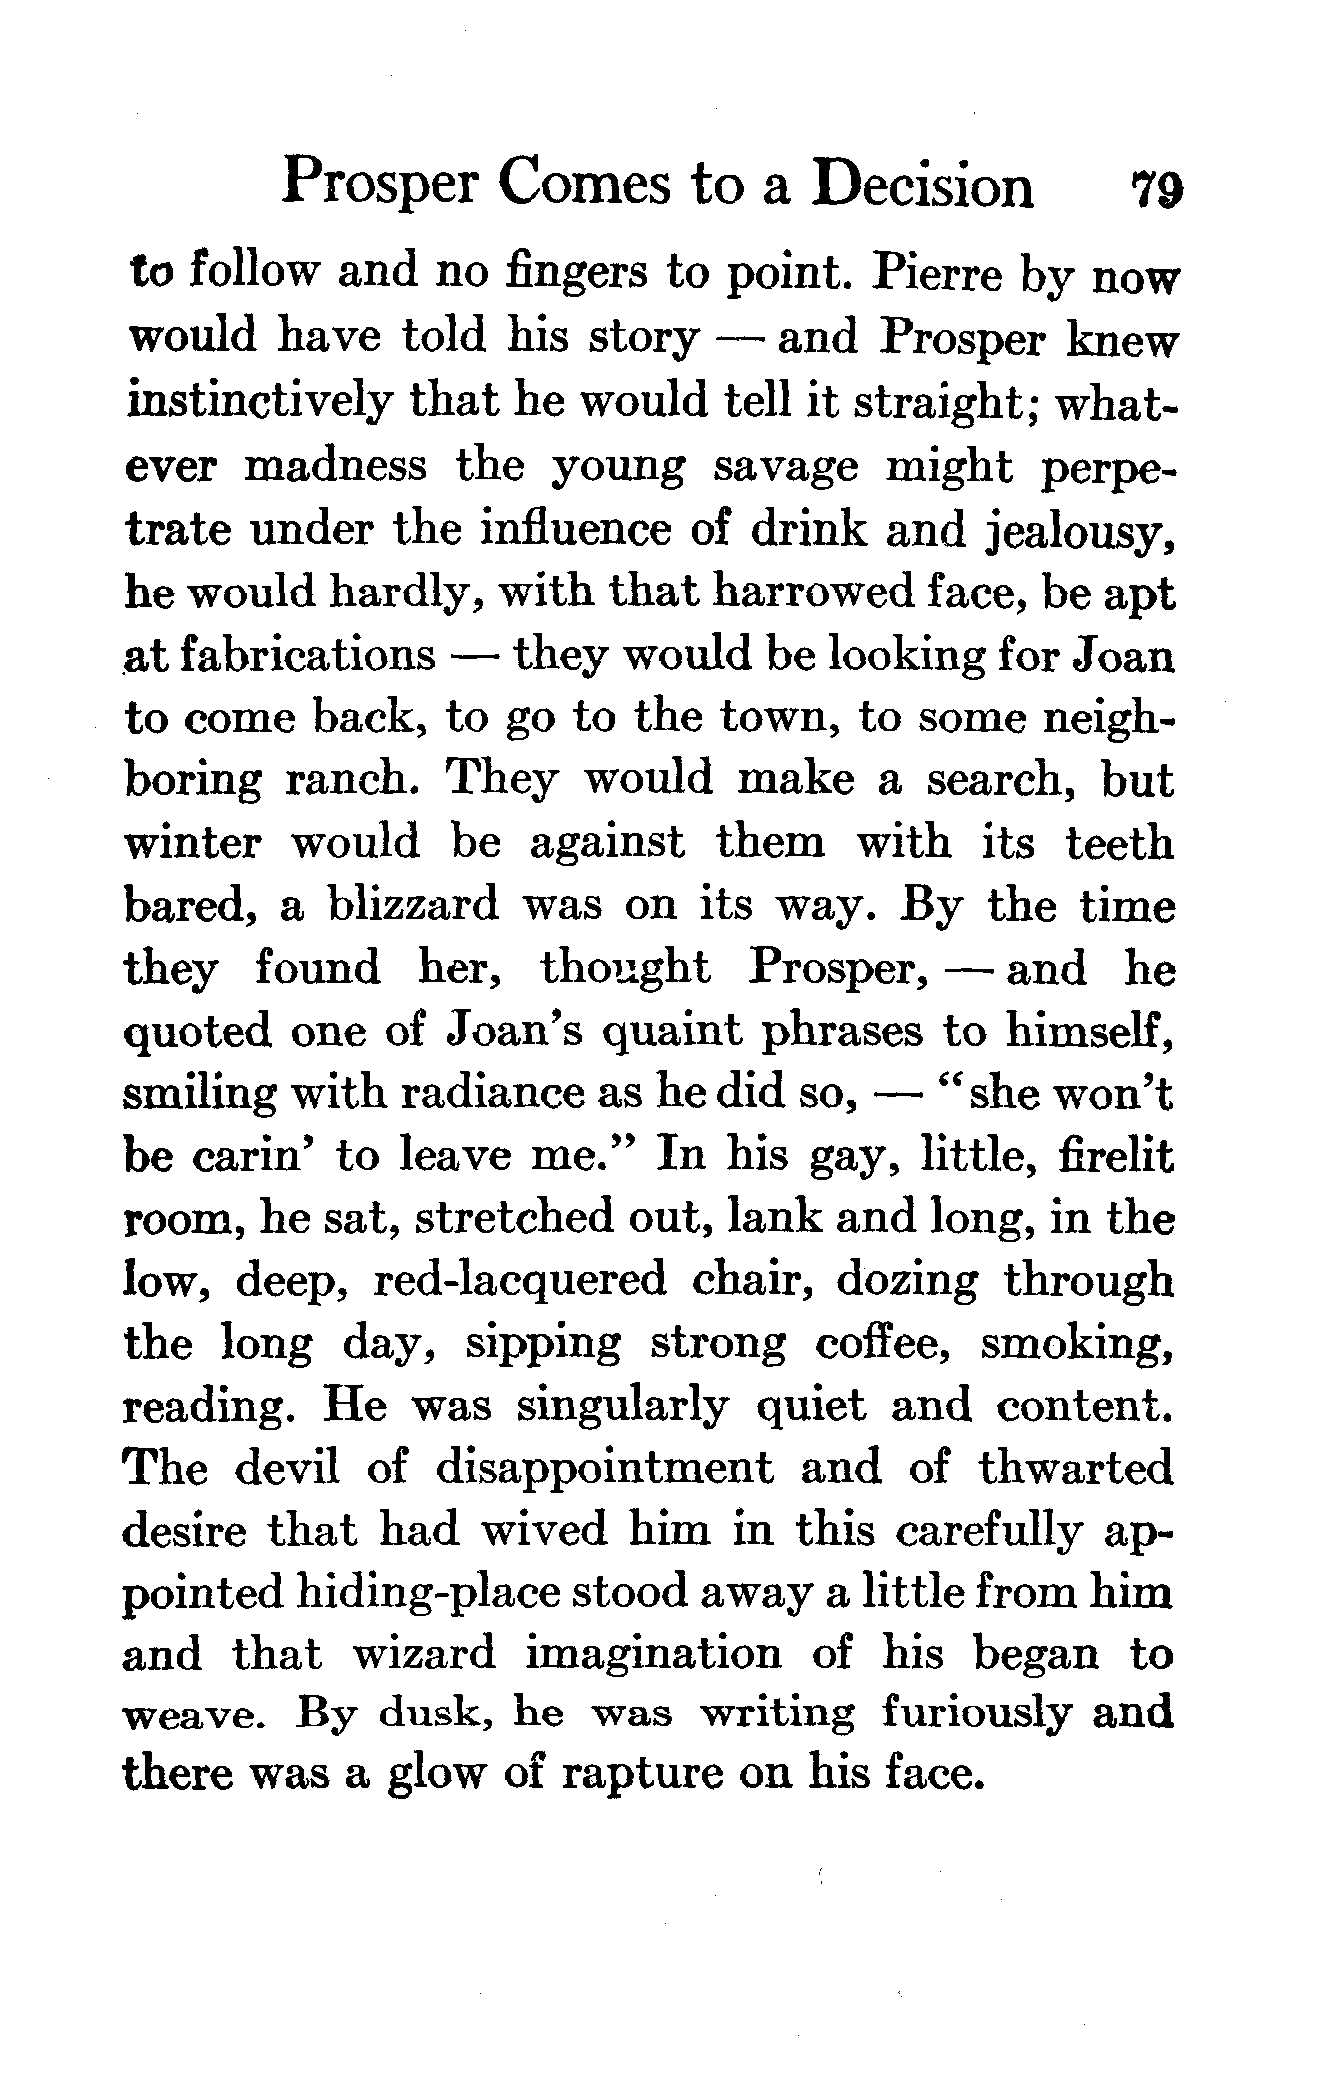 Prosper Comes to a Decision 79
to follow and no fingers to point. Pierre by now
would have told his story — and Prosper knew
instinctively that he would tell it straight; what-
ever madness the young savage might perpe-
trate under the influence of drink and jealousy,
he would hardly, with that harrowed face, be apt
at fabrications — they would be looking for Joan
to come back, to go to the town, to some neigh-
boring ranch. They would make a search, but
winter would be against them with its teeth
bared, a blizzard was on its way. By the time
they found her, thought Prosper, — and he
quoted one of Joan's quaint phrases to himself,
smiling with radiance as he did so, — "she won't
be carin' to leave me." In his gay, little, firelit
room, he sat, stretched out, lank and long, in the
low, deep, red-lacquered chair, dozing through
the long day, sipping strong coffee, smoking,
reading. He was singularly quiet and content.
The devil of disappointment and of thwarted
desire that had wived him in this carefully ap-
pointed hiding-place stood away a little from him
and that wizard imagination of his began to
weave. By dusk, he was writing furiously and
there was a glow of rapture on his face.